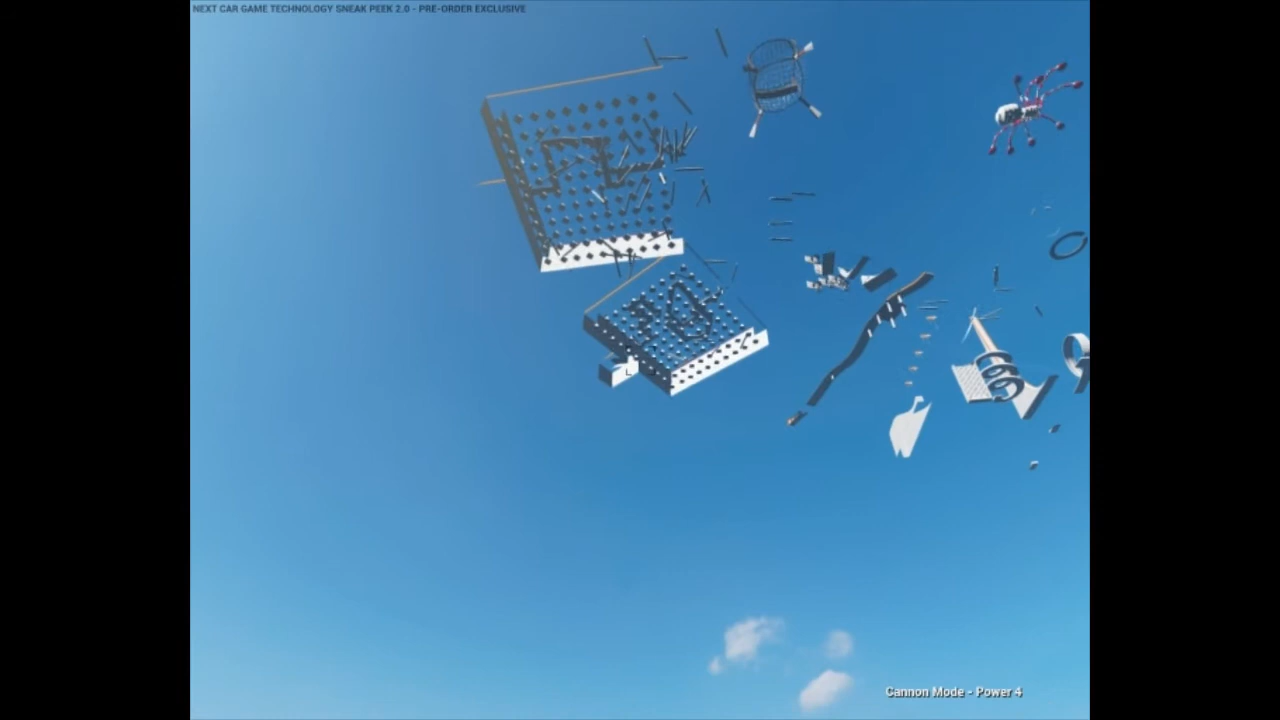 NEXT CAR GAME TECHNOLOGY SNEAK PEEK 2.0 - PRE-ORDER EXCLUSIVE
Cannon Mode - Power 4